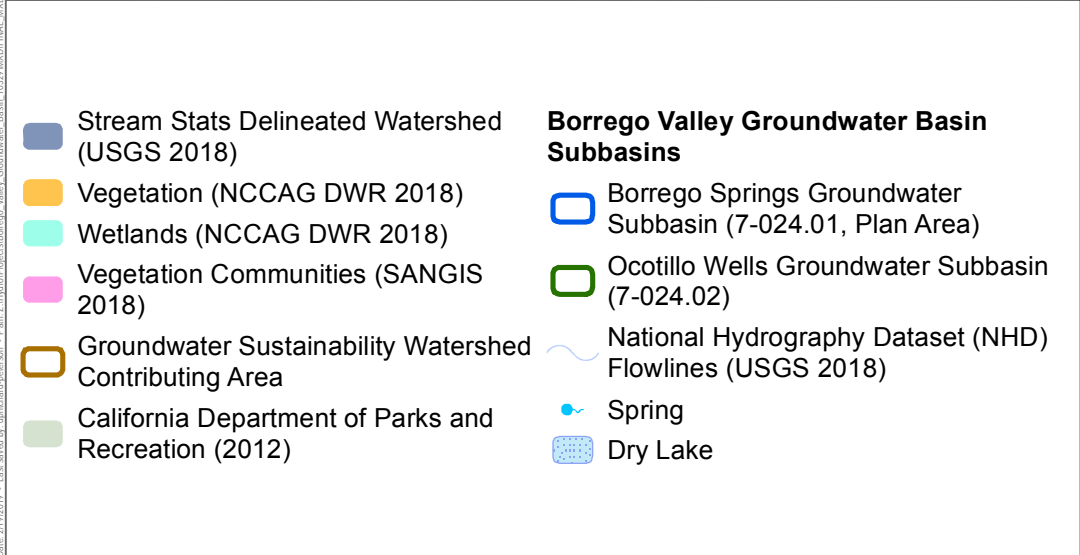 Stream Stats Delineated Watershed
(USGS 2018)
Vegetation (NCCAG DWR 2018)
Wetlands (NCCAG DWR 2018)
Vegetation Communities (SANGIS
2018)
Groundwater Sustainability Watershed
Contributing Area
California Department of Parks and
Recreation (2012)
Borrego Valley Groundwater Basin
Subbasins
Borrego Springs Groundwater
Subbasin (7-024.01, Plan Area)
Ocotillo Wells Groundwater Subbasin
(7-024.02)
National Hydrography Dataset (NHD)
Flowlines (USGS 2018)
Spring
Dry Lake